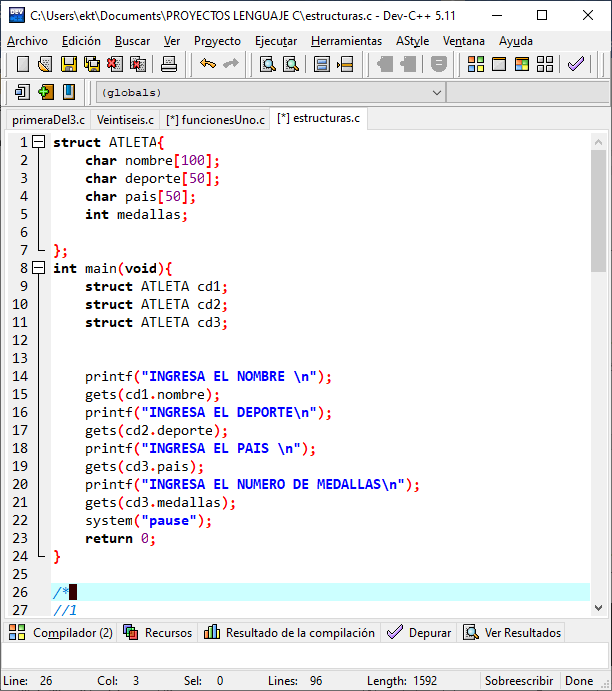 C:\Users\ekt\Documents\PROYECTOS LENGUAJE C\estructuras.c - Dev-C++ 5.11
Archivo Edición Buscar Ver Proyecto Ejecutar Herramientas AStyle Ventana Ayuda
(globals)
primeraDel3.c Veintiseis.c [*] funcionesUno.c [*] estructuras.c
1 struct ATLETA{
2 char nombre[100];
3 char deporte[50];
4 char pais[50];
5 int medallas;
6
7 };
8 int main(void){
9 struct ATLETA cd1;
10 struct ATLETA cd2;
11 struct ATLETA cd3;
12
13
14 printf("INGRESA EL NOMBRE \n");
15 gets(cd1.nombre);
16 printf("INGRESA EL DEPORTE\n");
17 gets(cd2.deporte);
18 printf("INGRESA EL PAIS \n");
19 gets(cd3.pais);
20 printf("INGRESA EL NUMERO DE MEDALLAS\n");
21 gets(cd3.medallas);
22 system("pause");
23 return 0;
24 }
25
26 /*
27 //1
Compilador (2) Recursos Resultado de la compilación Depurar Ver Resultados
Line: 26 Col: 3 Sel: 0 Lines: 96 Length: 1592 Sobreescribir Done